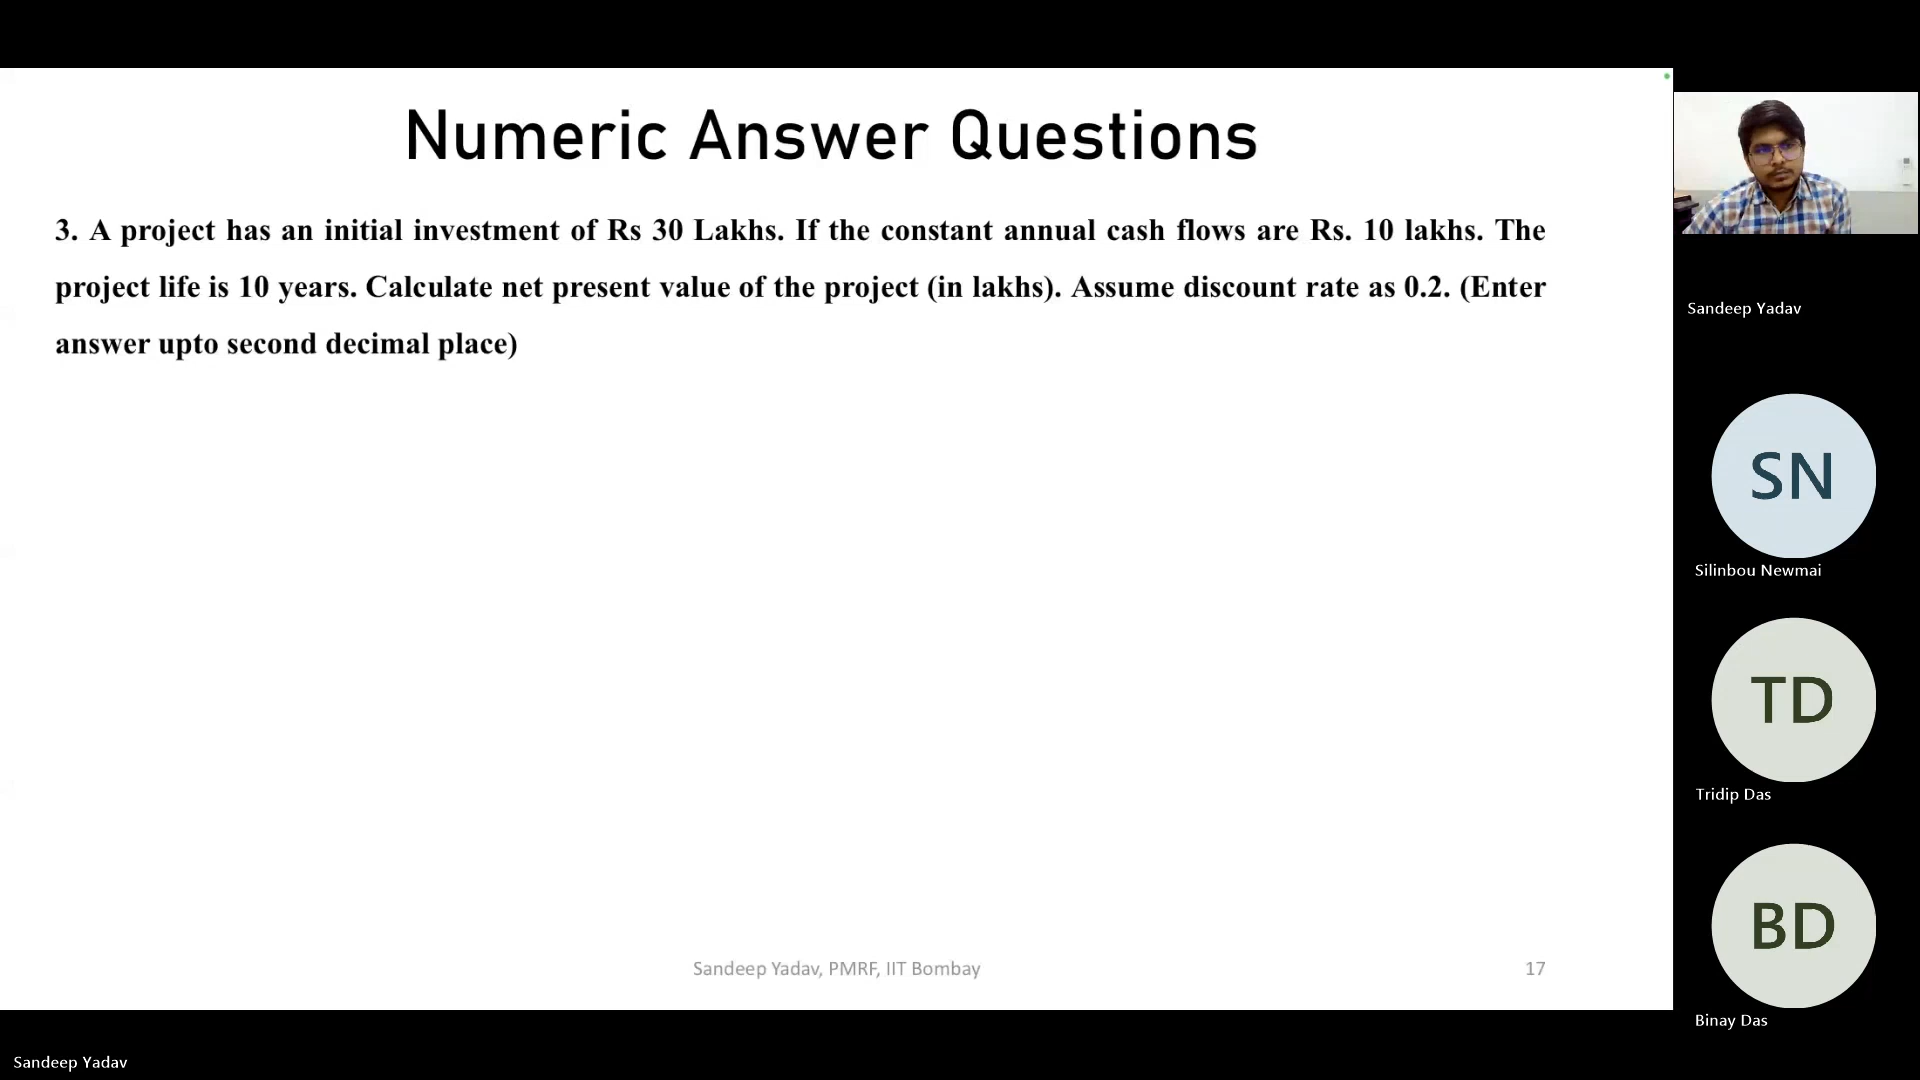 Numeric Answer Questions
3. A project has an initial investment of Rs 30 Lakhs. If the constant annual cash flows are Rs. 10 lakhs. The
project life is 10 years. Calculate net present value of the project (in lakhs). Assume discount rate as 0.2. (Enter
answer upto second decimal place)
Sandeep Yadav, PMRF, IIT Bombay
17
Sandeep Yadav
SN
Silinbou Newmai
TD
Tridip Das
BD
Binay Das
Sandeep Yadav